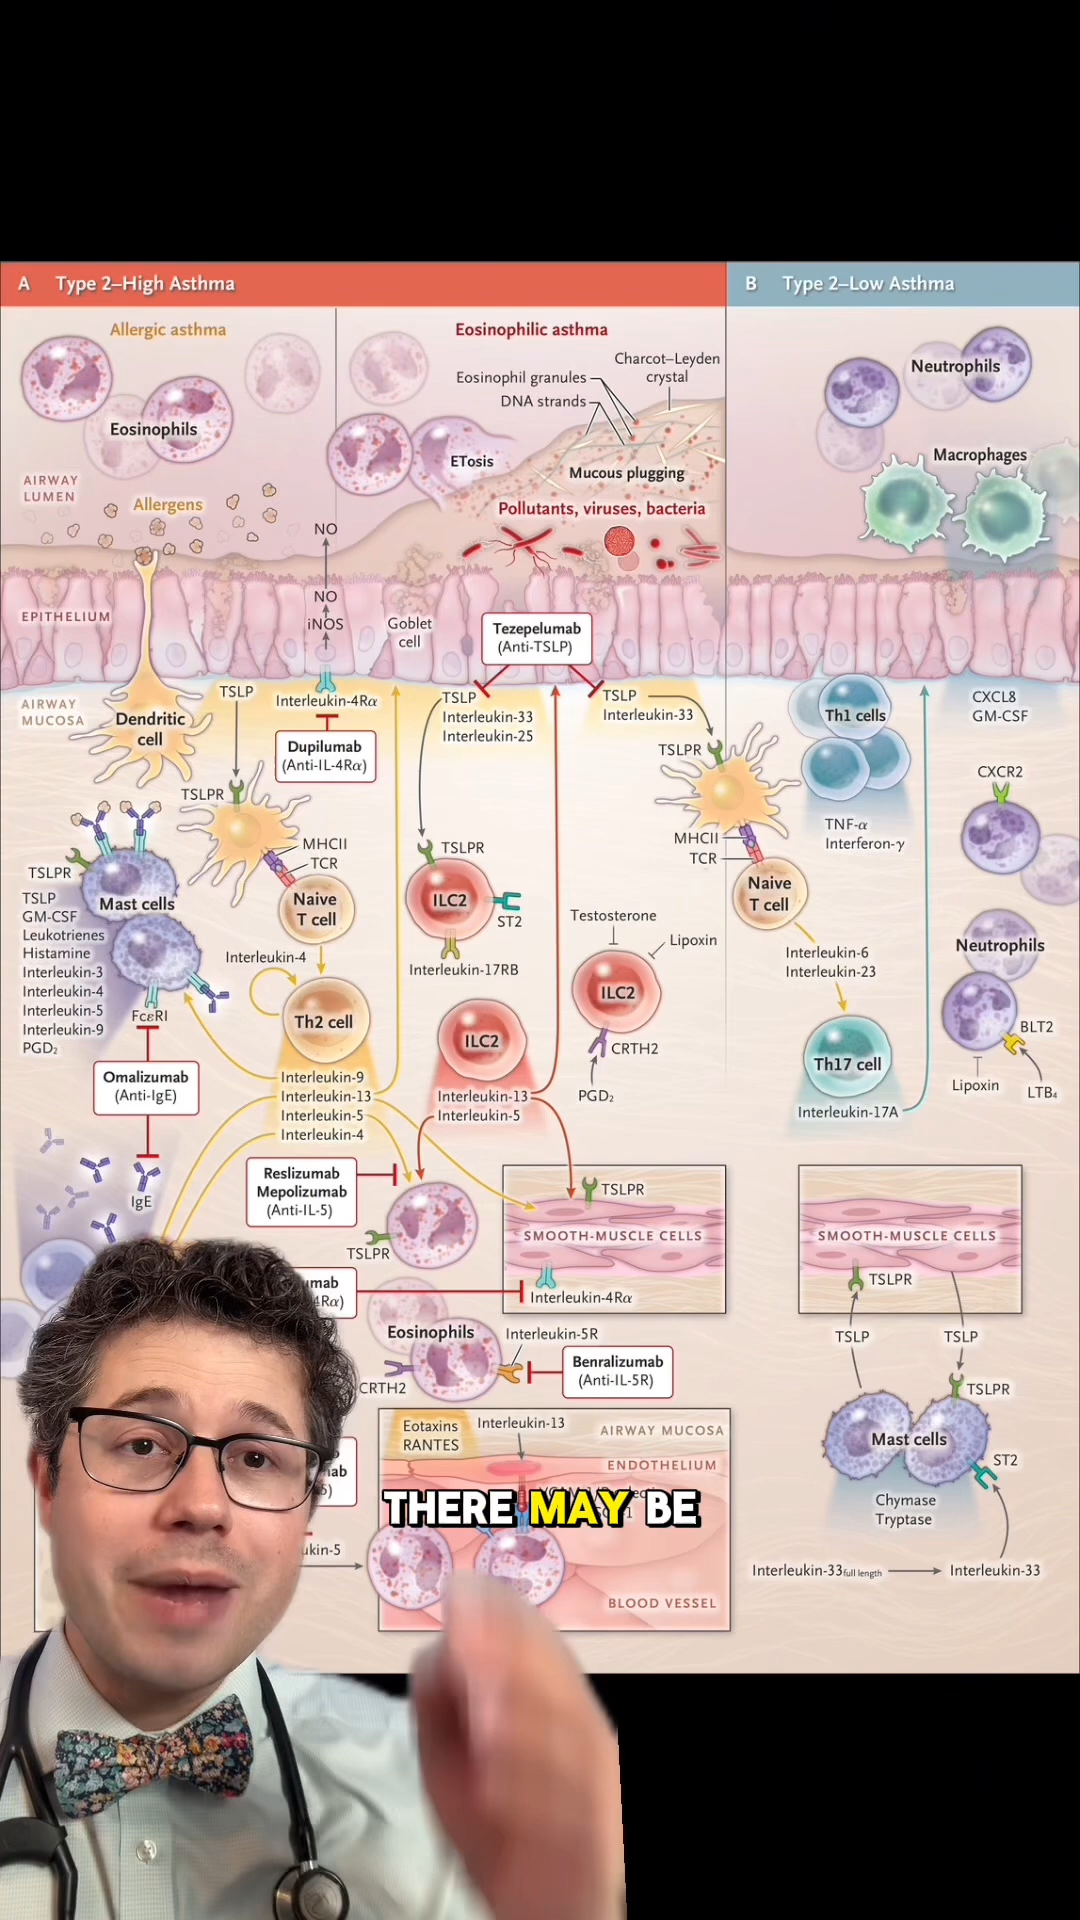 A Type 2–High Asthma
B Type 2–Low Asthma
Allergic asthma
Eosinophilic asthma
Charcot–Leyden
crystal
Eosinophil granules
DNA strands
Eosinophils
ETosis
Mucous plugging
AIRWAY
LUMEN
Allergens
Pollutants, viruses, bacteria
NO
NO
iNOS
Goblet
cell
EPITHELIUM
Tezepelumab
(Anti-TSLP)
AIRWAY
MUCOSA
Dendritic
cell
TSLP
Interleukin-4Rα
Dupilumab
(Anti-IL-4Rα)
TSLP
Interleukin-33
Interleukin-25
TSLP
Interleukin-33
TSLPR
TSLPR
MHCII
TCR
Naive
T cell
TSLPR
Mast cells
TSLP
GM-CSF
Leukotrienes
Histamine
Interleukin-3
Interleukin-4
Interleukin-5
Interleukin-9
PGD₂
FcεRI
Interleukin-4
Th2 cell
TSLPR
ILC2
ST2
Interleukin-17RB
MHCII
TCR
Naive
T cell
Testosterone
Lipoxin
ILC2
CRTH2
PGD₂
ILC2
Omalizumab
(Anti-IgE)
IgE
Interleukin-9
Interleukin-13
Interleukin-5
Interleukin-4
Interleukin-13
Interleukin-5
Reslizumab
Mepolizumab
(Anti-IL-5)
TSLPR
TSLPR
SMOOTH-MUSCLE CELLS
Interleukin-4Rα
Eosinophils
Interleukin-5R
CRTH2
Benralizumab
(Anti-IL-5R)
Eotaxins
RANTES
Interleukin-13
AIRWAY MUCOSA
ENDOTHELIUM
BLOOD VESSEL
THERE MAY BE
Neutrophils
Macrophages
Th1 cells
CXCL8
GM-CSF
TNF-α
Interferon-γ
CXCR2
Interleukin-6
Interleukin-23
Th17 cell
Interleukin-17A
Neutrophils
BLT2
Lipoxin
LTB₄
SMOOTH-MUSCLE CELLS
TSLPR
TSLP
TSLP
TSLPR
Mast cells
ST2
Chymase
Tryptase
Interleukin-33 full length
Interleukin-33